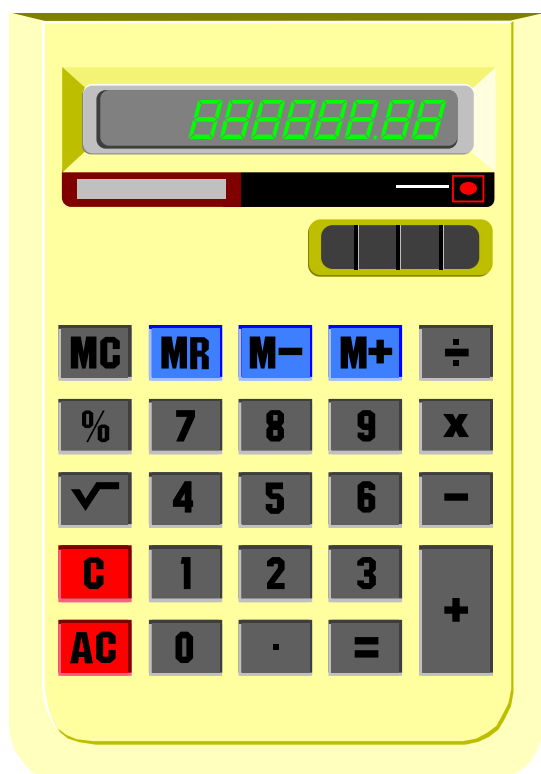 888888.88
MC MR M− M+ ÷
% 7 8 9 x
√ 4 5 6 −
C 1 2 3 +
AC 0 . =